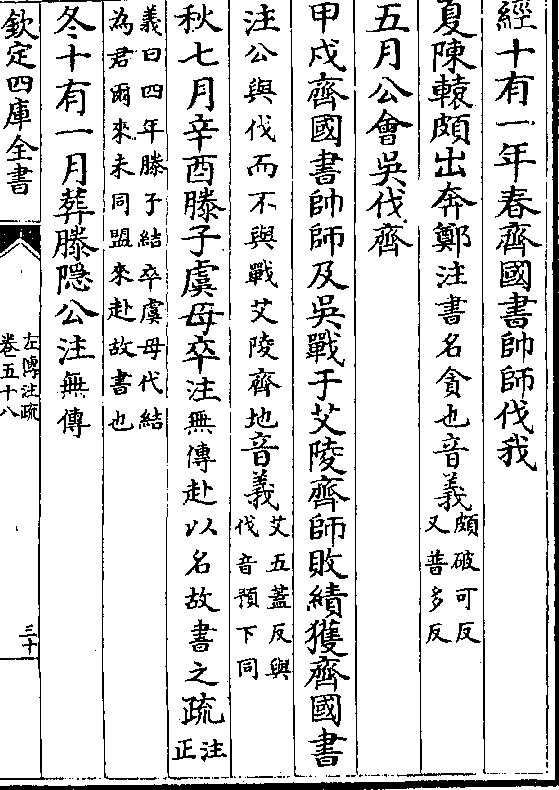 經十有一年春齊國書帥師伐我
夏陳轅頗出奔鄭注書名貪也音義頗破可反
又普多反
五月公會吳伐齊
甲戌齊國書帥師及吳戰于艾陵齊師敗績獲齊國書
注公與伐而不與戰艾陵齊地音義艾五蓋反與
伐音預下同
秋七月辛酉滕子虞母卒注無傳赴以名故書之疏注
正
義曰四年滕子結卒虞母代結
為君爾來未同盟來赴故書也
冬十有一月葬滕隱公注無傳
欽定四庫全書
左傳注疏
卷五十八
三十